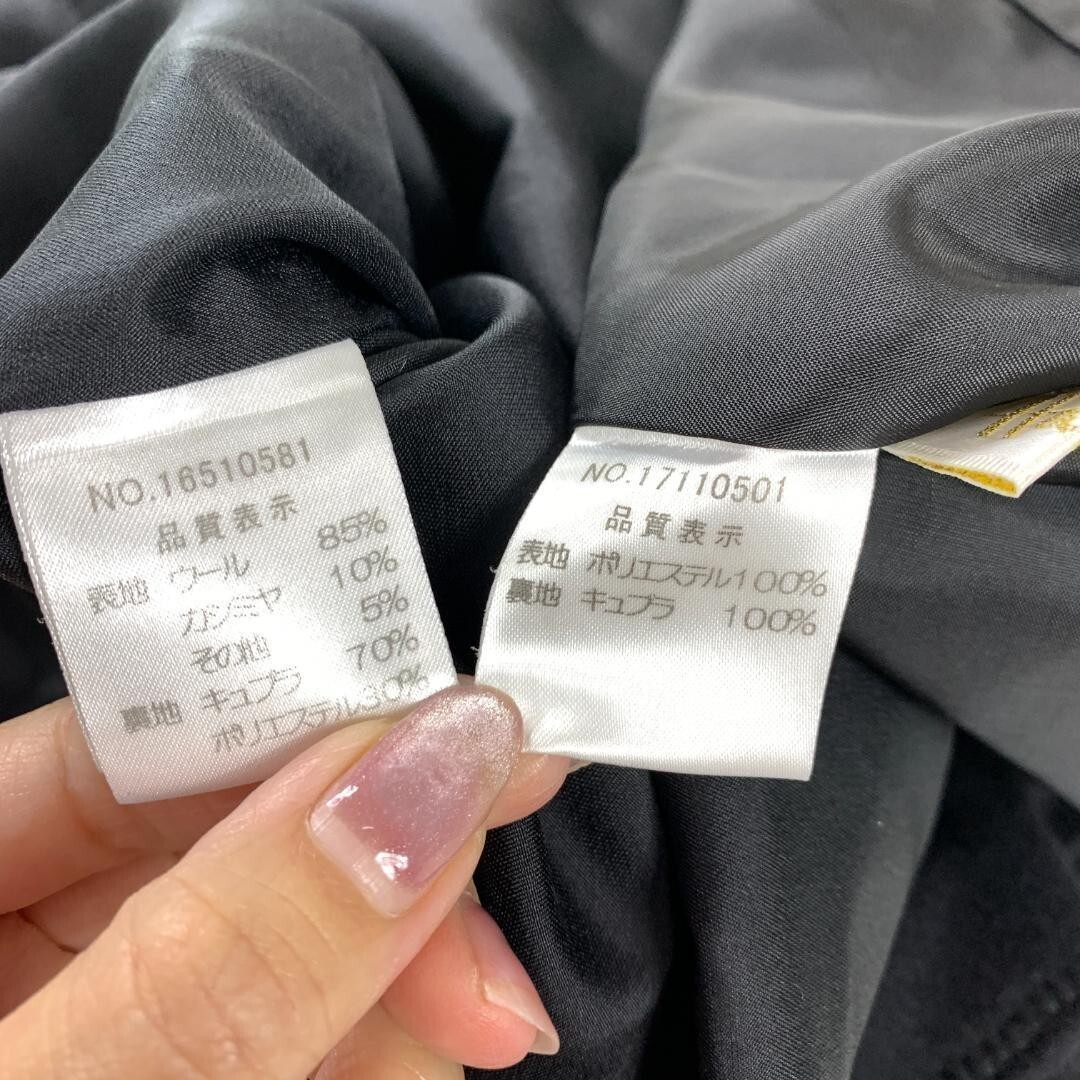 NO.16510581
品質表示
表地 ウール 85%
カシミヤ 10%
その他 5%
裏地 キュプラ 70%
ポリエステル30%
NO.17110501
品質表示
表地 ポリエステル100%
裏地 キュプラ 100%